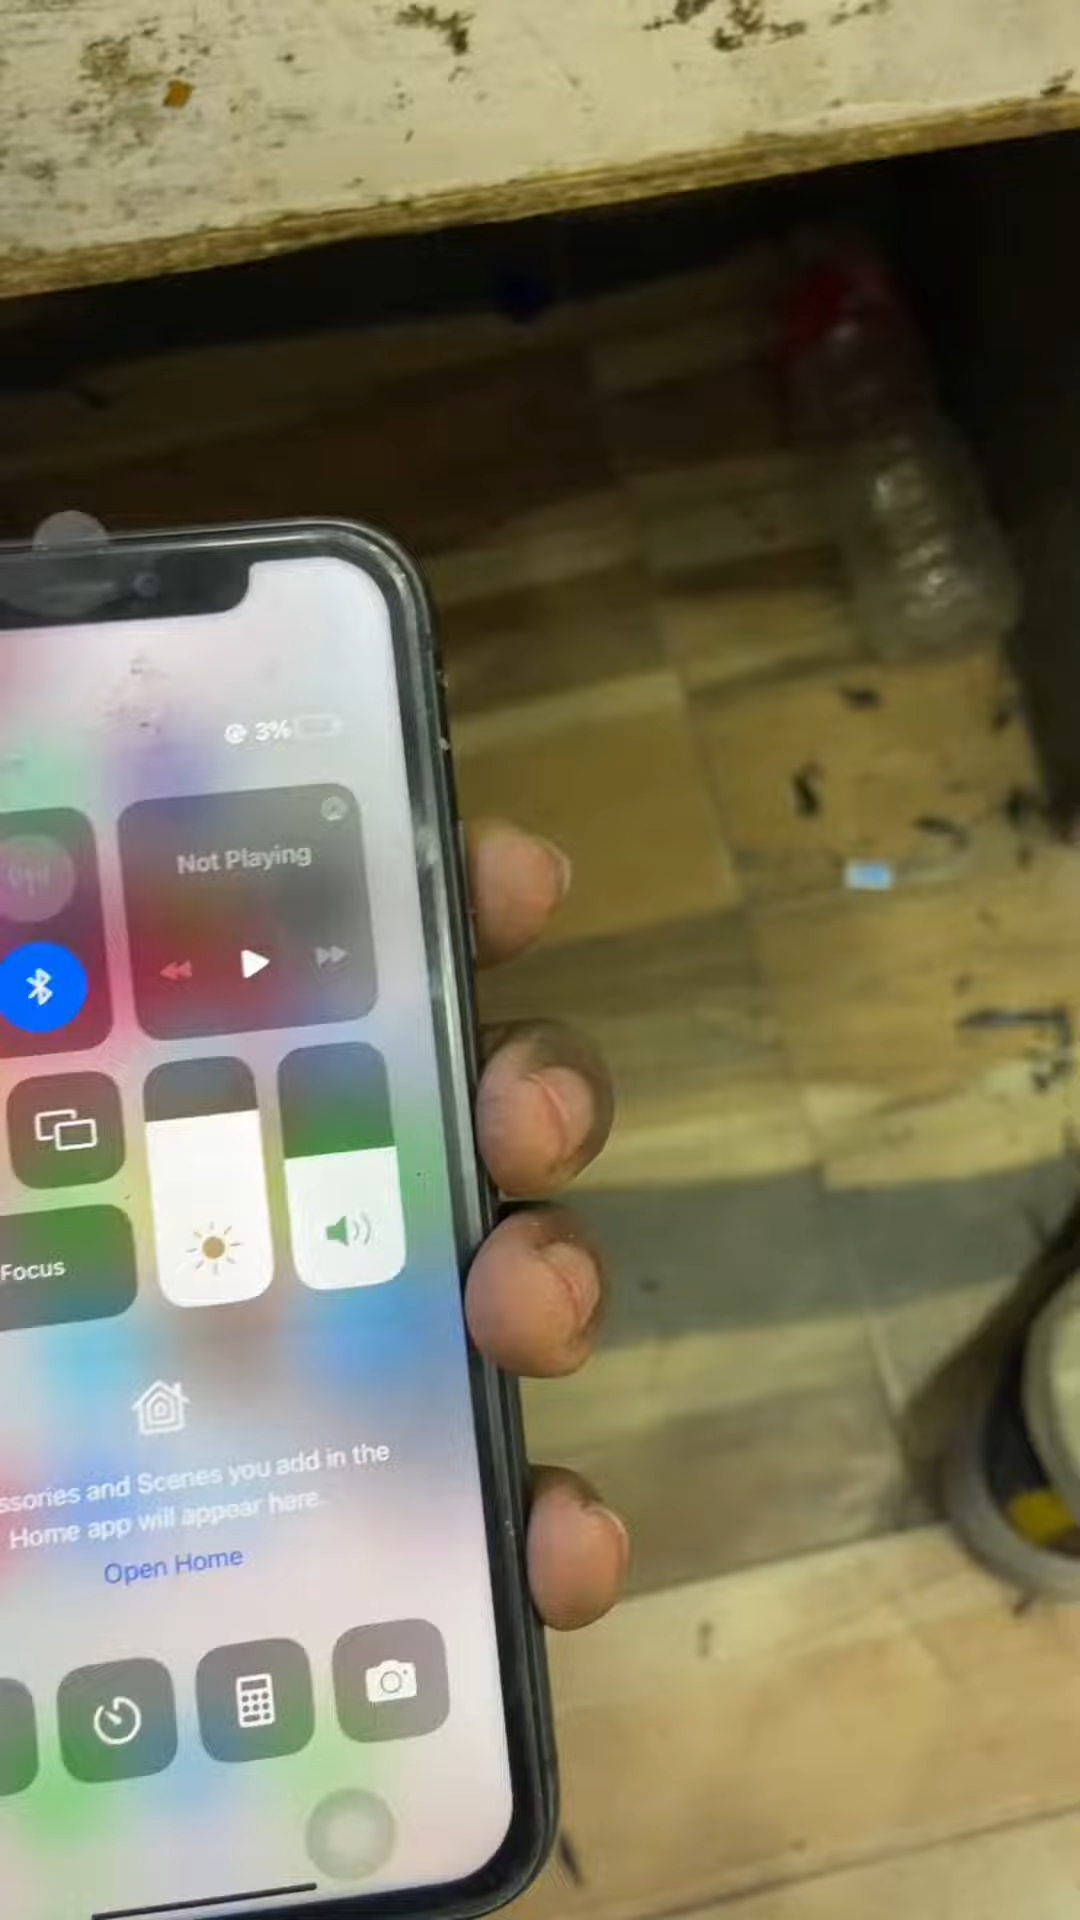 3%
Not Playing
Focus
ssories and Scenes you add in the
Home app will appear here.
Open Home